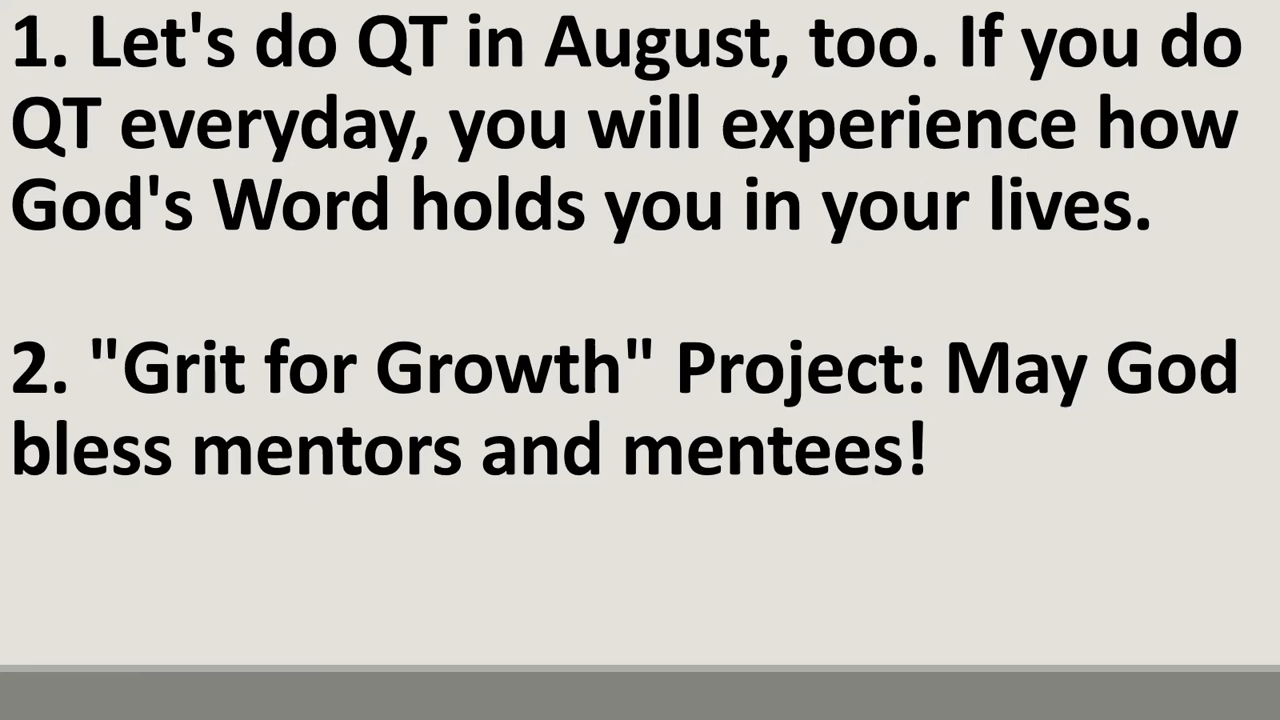 1. Let's do QT in August, too. If you do
QT everyday, you will experience how
God's Word holds you in your lives.
2. "Grit for Growth" Project: May God
bless mentors and mentees!